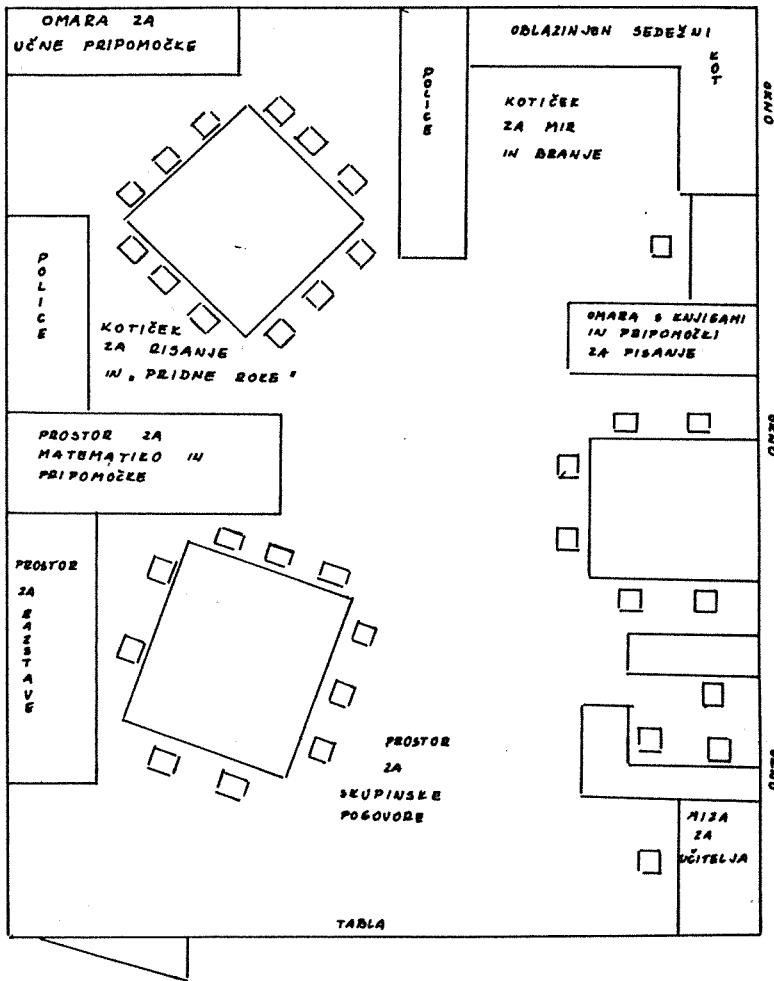 OMARA ZA
UČNE PRIPOMOČKE
POLICE
OBLAZINJEN SEDEŽNI
KOT
OKNO
KOTIČEK
ZA MIR
IN BRANJE
POLICE
KOTIČEK
ZA RISANJE
IN „PRIDNE ROKE"
OMARA S KNJIGAMI
IN PRIPOMOČKI
ZA PISANJE
OKNO
PROSTOR ZA
MATEMATIKO IN
PRIPOMOČKE
PROSTOR
ZA
RAZSTAVE
PROSTOR
ZA
SKUPINSKE
POGOVORE
OKNO
MIZA
ZA
UČITELJA
TABLA